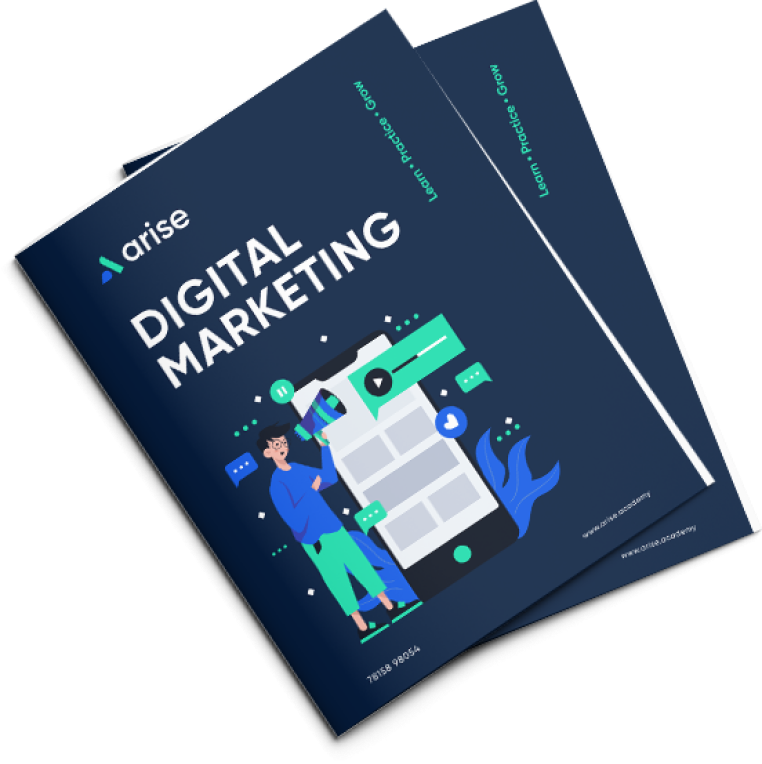 Learn • Practice • Grow
arise
DIGITAL
MARKETING
www.arise.academy
78158 98054
Learn • Practice • Grow
www.arise.academy